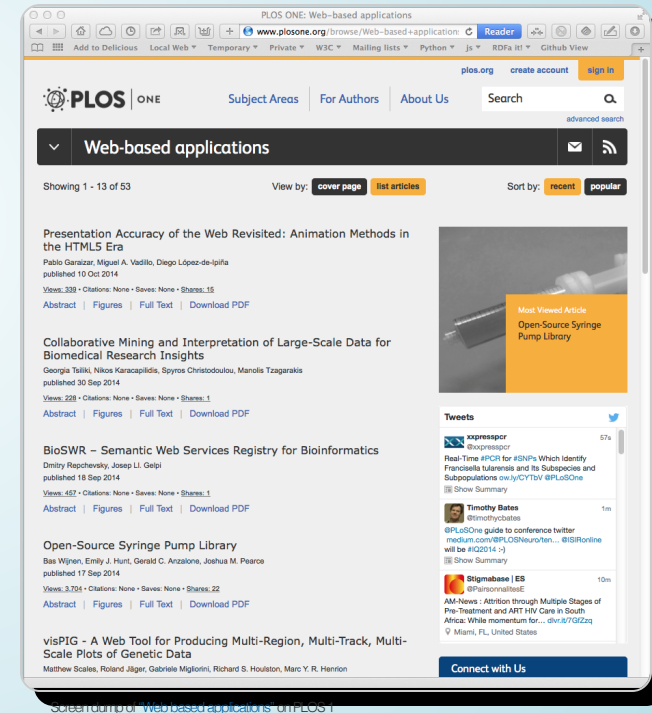 PLOS ONE: Web-based applications
www.plosone.org/browse/Web-based+application
Reader
Add to Delicious Local Web Temporary Private W3C Mailing lists Python js RDFa it! Github View
plos.org create account sign in
PLOS ONE
Subject Areas For Authors About Us Search
advanced search
Web-based applications
Showing 1 - 13 of 53 View by: cover page list articles Sort by: recent popular
Presentation Accuracy of the Web Revisited: Animation Methods in
the HTML5 Era
Pablo Garaizar, Miguel A. Vadillo, Diego López-de-Ipiña
published 10 Oct 2014
Views: 339 • Citations: None • Saves: None • Shares: 15
Abstract | Figures | Full Text | Download PDF
Collaborative Mining and Interpretation of Large-Scale Data for
Biomedical Research Insights
Georgia Tsiliki, Nikos Karacapilidis, Spyros Christodoulou, Manolis Tzagarakis
published 30 Sep 2014
Views: 228 • Citations: None • Saves: None • Shares: 1
Abstract | Figures | Full Text | Download PDF
BioSWR – Semantic Web Services Registry for Bioinformatics
Dmitry Repchevsky, Josep Ll. Gelpi
published 18 Sep 2014
Views: 457 • Citations: None • Saves: None • Shares: 1
Abstract | Figures | Full Text | Download PDF
Open-Source Syringe Pump Library
Bas Wijnen, Emily J. Hunt, Gerald C. Anzalone, Joshua M. Pearce
published 17 Sep 2014
Views: 3,704 • Citations: None • Saves: None • Shares: 22
Abstract | Figures | Full Text | Download PDF
visPIG - A Web Tool for Producing Multi-Region, Multi-Track, Multi-
Scale Plots of Genetic Data
Matthew Scales, Roland Jäger, Gabriele Migliorini, Richard S. Houlston, Marc Y. R. Henrion
Most Viewed Article
Open-Source Syringe
Pump Library
Tweets
xxpresspcr 57s
@xxpresspcr
Real-Time #PCR for #SNPs Which Identify
Francisella tularensis and Its Subspecies and
Subpopulations ow.ly/CYTbV @PLoSOne
Show Summary
Timothy Bates 1m
@timothycbates
@PLoSOne guide to conference twitter
medium.com/@PLOSNeuro/ten… @ISIRonline
will be #IQ2014 :-)
Show Summary
Stigmabase | ES 10m
@PairsonnalitesE
AM-News : Attrition through Multiple Stages of
Pre-Treatment and ART HIV Care in South
Africa: While momentum for… dlvr.it/7GfZzq
Miami, FL, United States
Connect with Us
Screen dump of "Web based applications" on PLOS 1